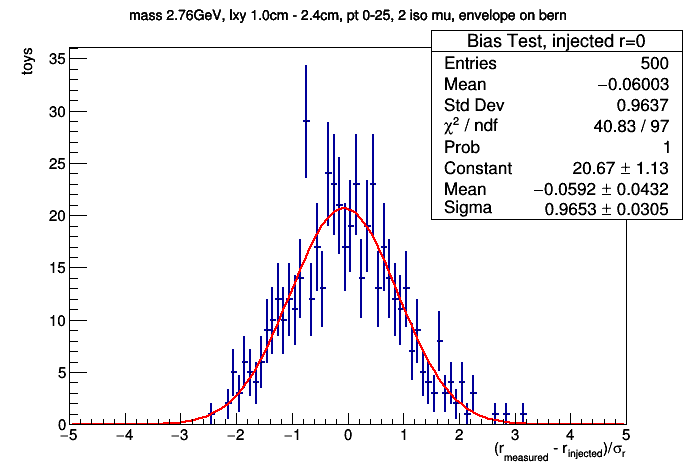 mass 2.76GeV, lxy 1.0cm - 2.4cm, pt 0-25, 2 iso mu, envelope on bern
Bias Test, injected r=0
Entries 500
Mean −0.06003
Std Dev 0.9637
χ² / ndf 40.83 / 97
Prob 1
Constant 20.67 ± 1.13
Mean −0.0592 ± 0.0432
Sigma 0.9653 ± 0.0305
toys
35
30
25
20
15
10
5
0
−5 −4 −3 −2 −1 0 1 2 3 4 5
(r_measured - r_injected)/σ_r